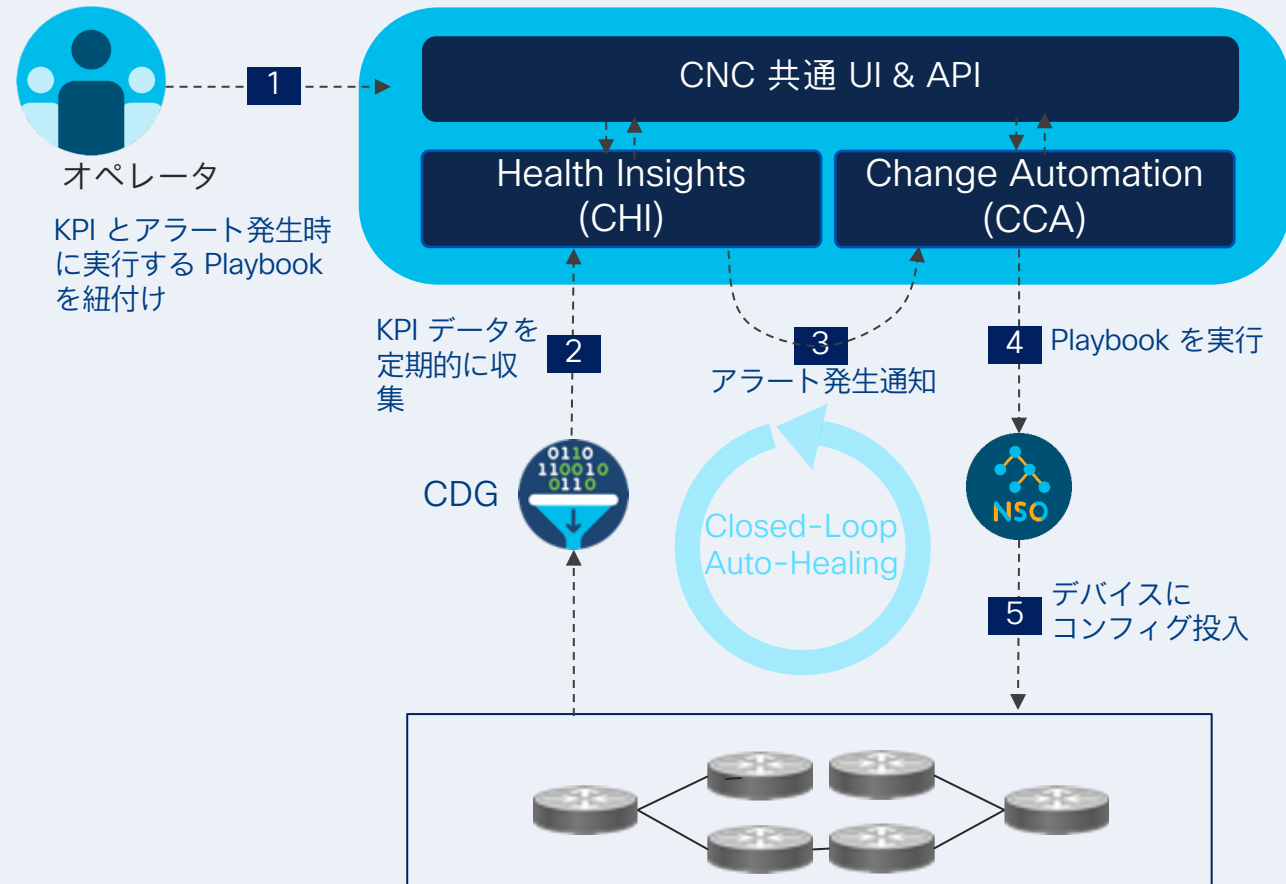 CNC 共通 UI & API
1
オペレータ
KPI とアラート発生時
に実行する Playbook
を紐付け
Health Insights
(CHI)
Change Automation
(CCA)
KPI データを
定期的に収
集
2
3
アラート発生通知
4
Playbook を実行
0110
110010
0110
CDG
NSO
Closed-Loop
Auto-Healing
5
デバイスに
コンフィグ投入